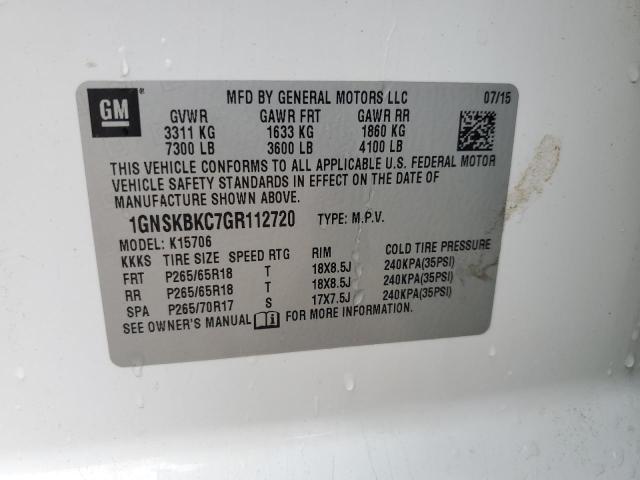 GM
®
MFD BY GENERAL MOTORS LLC 07/15
GVWR GAWR FRT GAWR RR
3311 KG 1633 KG 1860 KG
7300 LB 3600 LB 4100 LB
THIS VEHICLE CONFORMS TO ALL APPLICABLE U.S. FEDERAL MOTOR
VEHICLE SAFETY STANDARDS IN EFFECT ON THE DATE OF
MANUFACTURE SHOWN ABOVE.
1GNSKBKC7GR112720 TYPE: M.P.V.
MODEL: K15706
KKKS TIRE SIZE SPEED RTG RIM COLD TIRE PRESSURE
FRT P265/65R18 T 18X8.5J 240KPA(35PSI)
RR P265/65R18 T 18X8.5J 240KPA(35PSI)
SPA P265/70R17 S 17X7.5J 240KPA(35PSI)
SEE OWNER'S MANUAL FOR MORE INFORMATION.